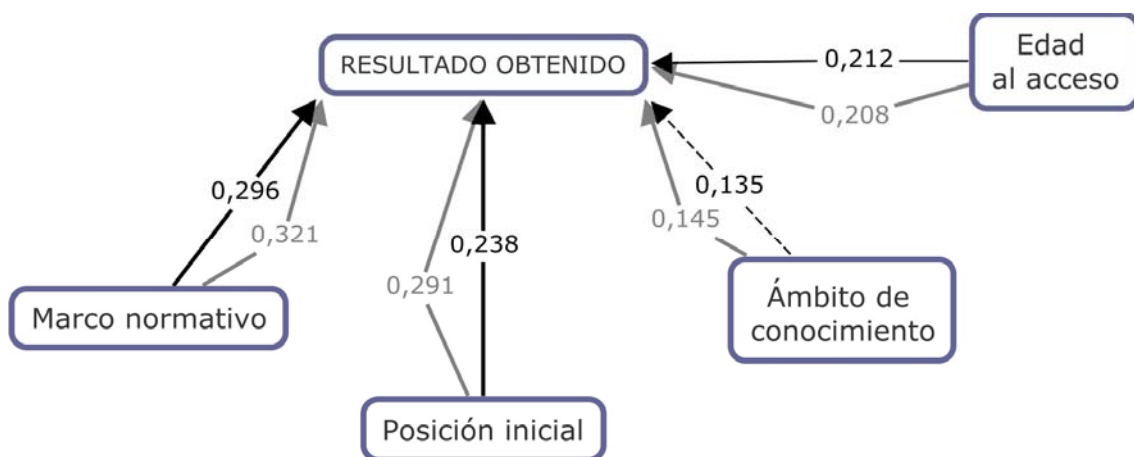 RESULTADO OBTENIDO
0,212
Edad
al acceso
0,208
0,296
0,321
0,238
0,291
0,135
0,145
Marco normativo
Ámbito de
conocimiento
Posición inicial